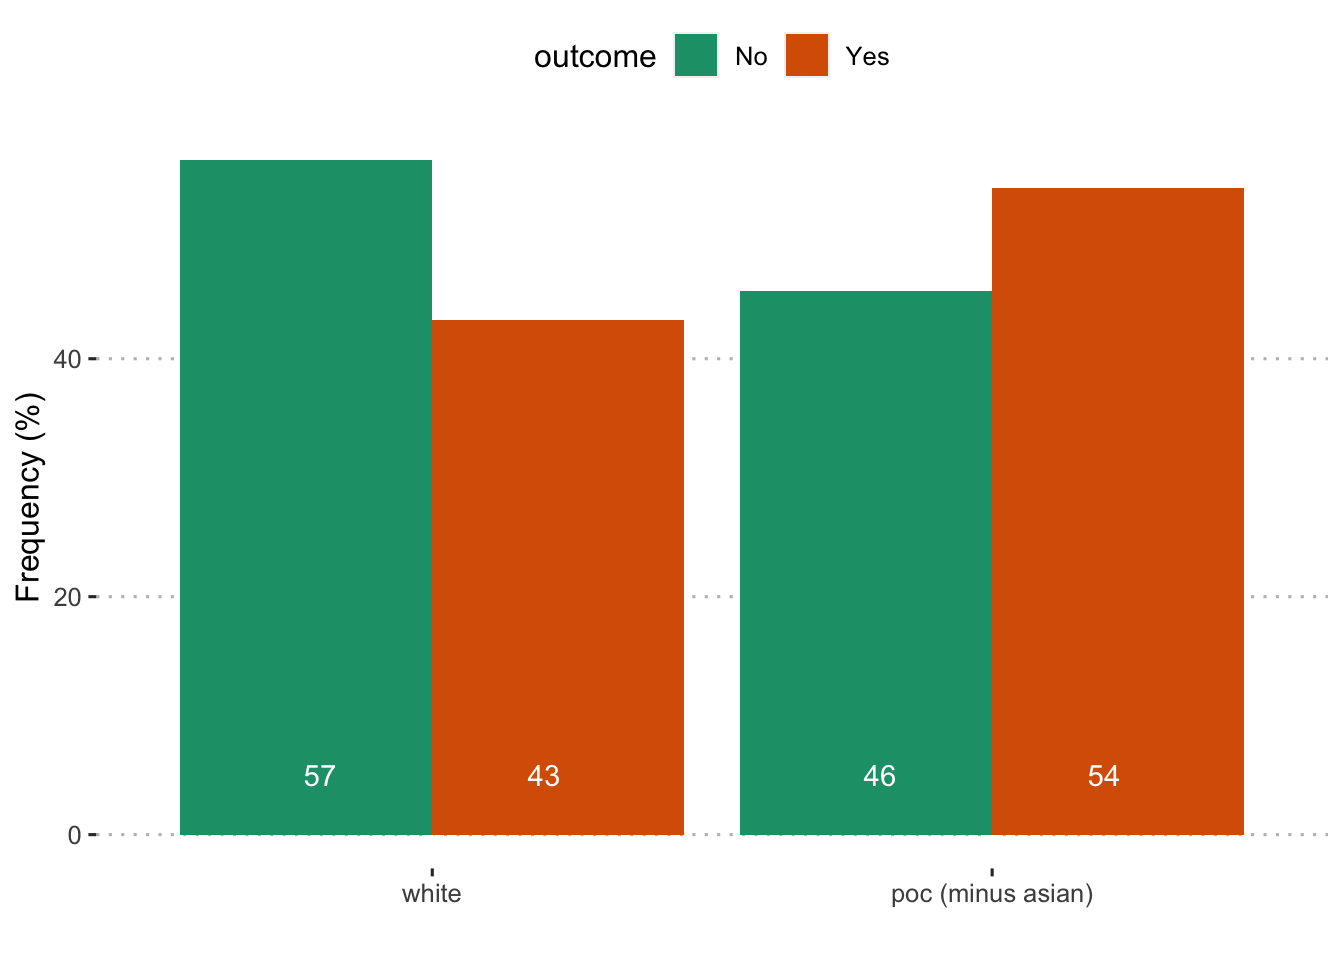 outcome No Yes
Frequency (%)
40
20
0
57 43 46 54
white poc (minus asian)